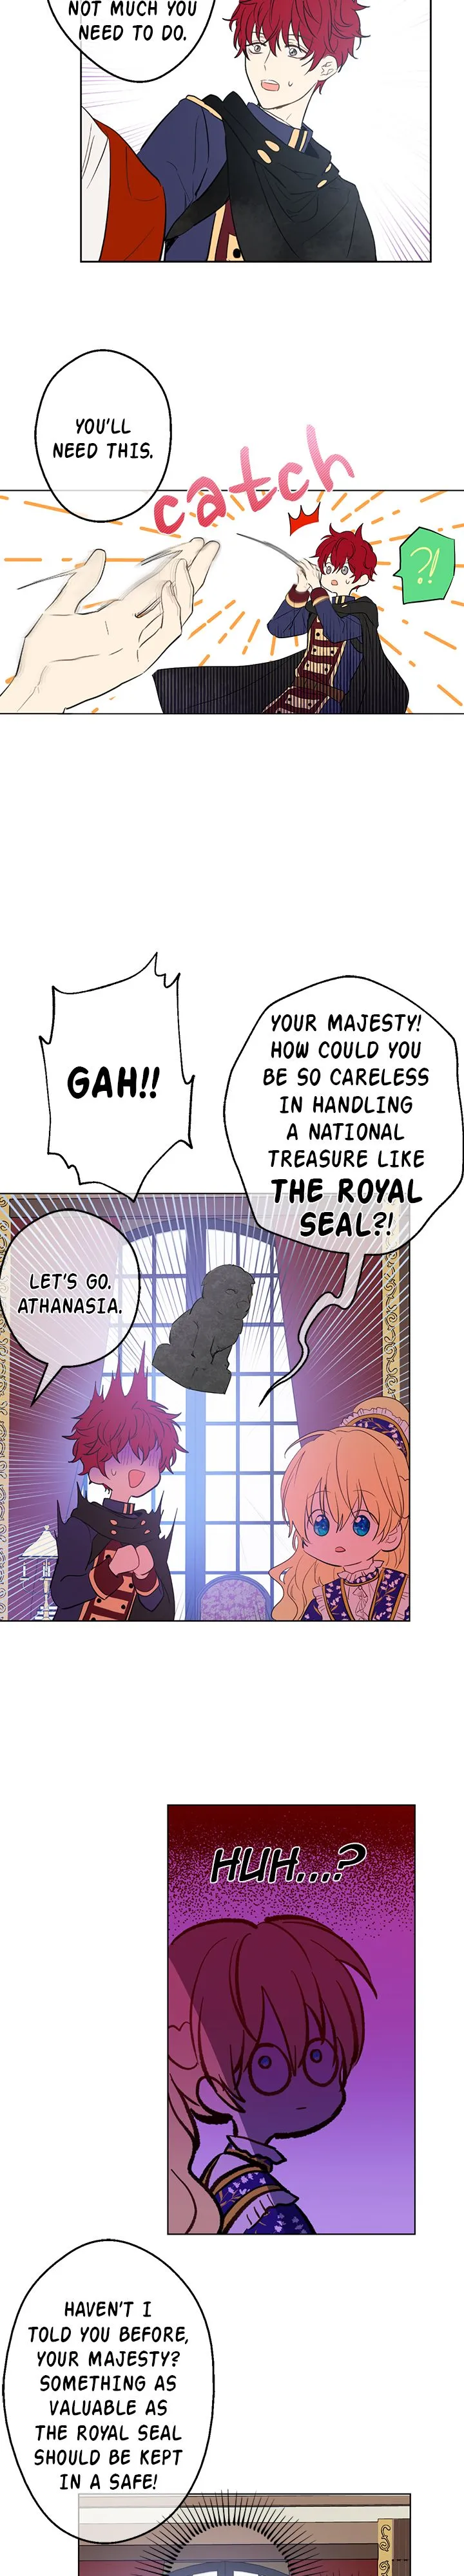 NOT MUCH YOU
NEED TO DO.
YOU'LL
NEED THIS.
catch
?!
GAH!!
YOUR MAJESTY!
HOW COULD YOU
BE SO CARELESS
IN HANDLING
A NATIONAL
TREASURE LIKE
THE ROYAL
SEAL?!
LET'S GO.
ATHANASIA.
HUH....?
HAVEN'T I
TOLD YOU BEFORE,
YOUR MAJESTY?
SOMETHING AS
VALUABLE AS
THE ROYAL SEAL
SHOULD BE KEPT
IN A SAFE!